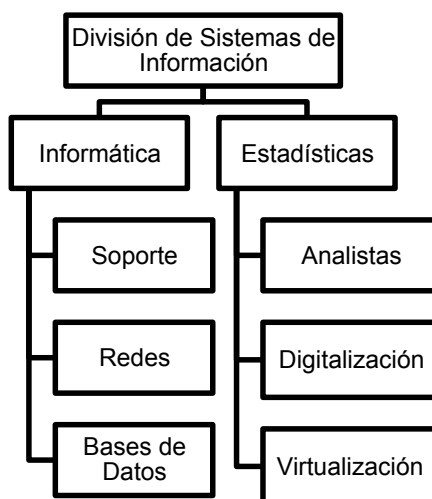 División de Sistemas de
Información
Informática
Estadísticas
Soporte
Analistas
Redes
Digitalización
Bases de
Datos
Virtualización